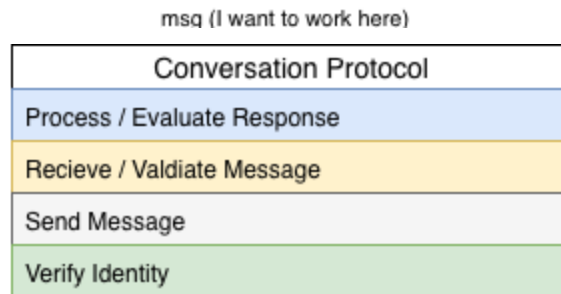 msg (I want to work here)
Conversation Protocol
Process / Evaluate Response
Recieve / Valdiate Message
Send Message
Verify Identity